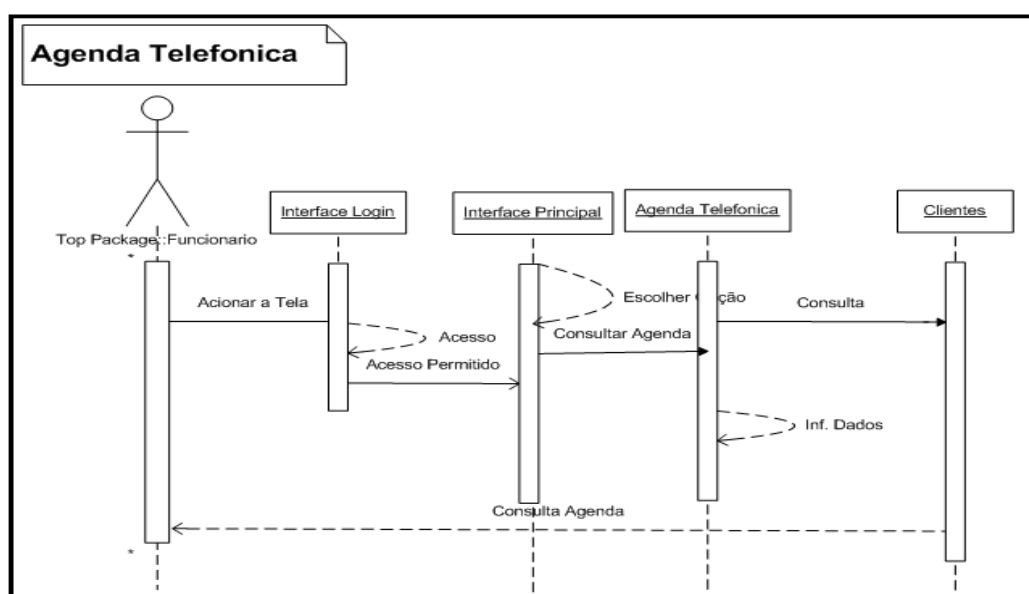 Agenda Telefonica
Interface Login
Interface Principal
Agenda Telefonica
Clientes
Top Package::Funcionario
*
Acionar a Tela
Escolher
Consulta
Acesso
Consultar Agenda
Acesso Permitido
Inf. Dados
Consulta Agenda
*